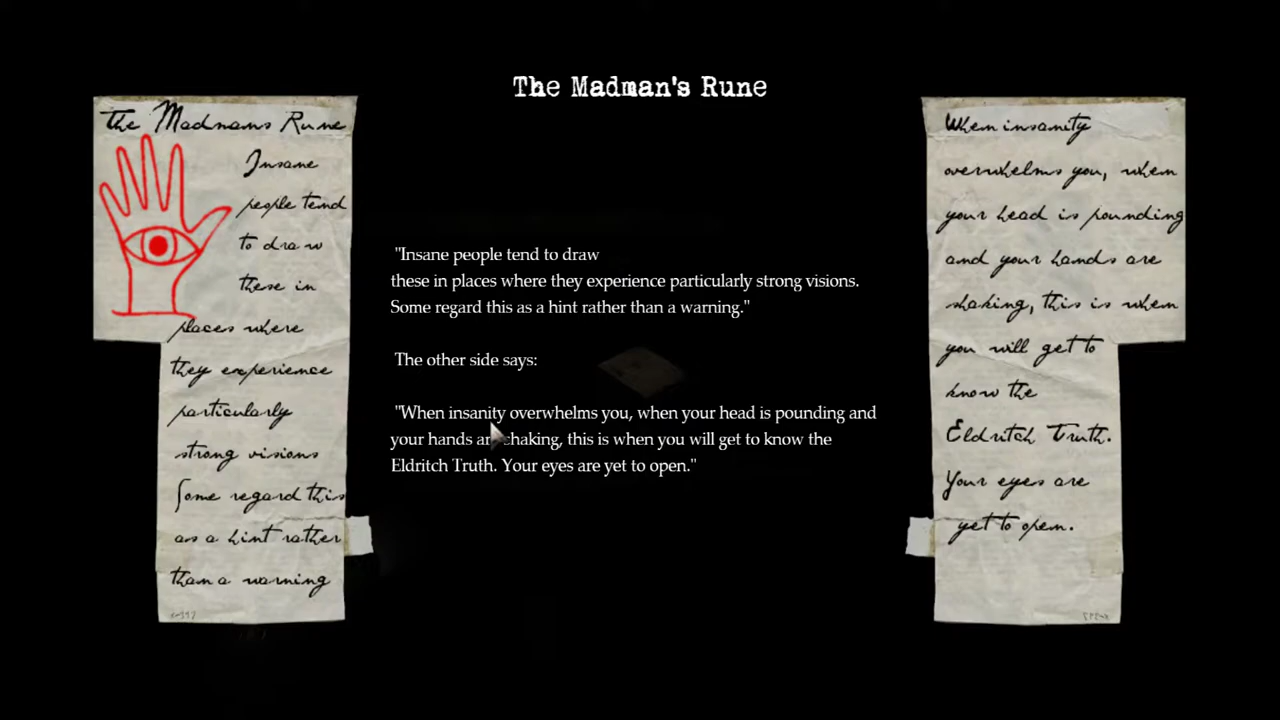 The Madman's Rune
the Madnans Rune
Insane
people tend
to draw
these in
places where
they experience
particularly
strong visions
Some regard this
as a hint rather
than a warning
"Insane people tend to draw
these in places where they experience particularly strong visions.
Some regard this as a hint rather than a warning."
The other side says:
"When insanity overwhelms you, when your head is pounding and
your hands are shaking, this is when you will get to know the
Eldritch Truth. Your eyes are yet to open."
When insanity
overwhelms you, when
your head is pounding
and your hands are
shaking, this is when
you will get to
know the
Eldritch Truth.
Your eyes are
yet to open.